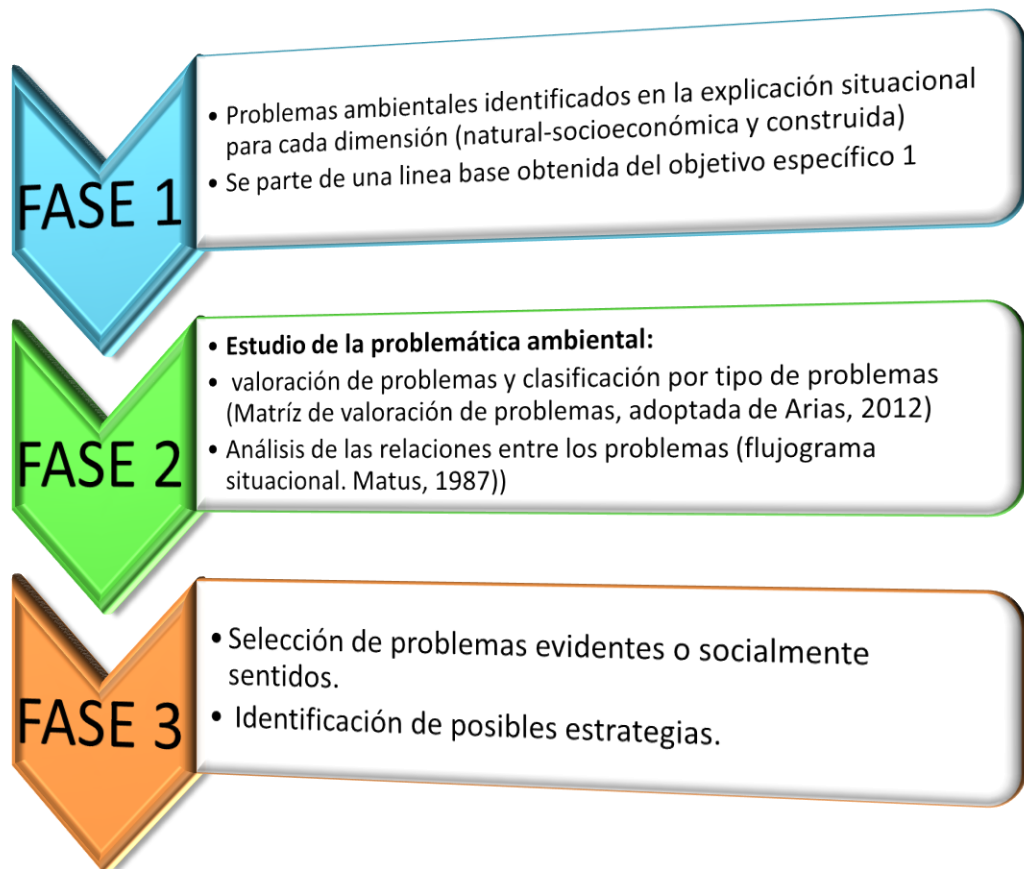 FASE 1
• Problemas ambientales identificados en la explicación situacional
para cada dimensión (natural-socioeconómica y construida)
• Se parte de una linea base obtenida del objetivo específico 1
FASE 2
• Estudio de la problemática ambiental:
• valoración de problemas y clasificación por tipo de problemas
(Matríz de valoración de problemas, adoptada de Arias, 2012)
• Análisis de las relaciones entre los problemas (flujograma
situacional. Matus, 1987))
FASE 3
• Selección de problemas evidentes o socialmente
sentidos.
• Identificación de posibles estrategias.